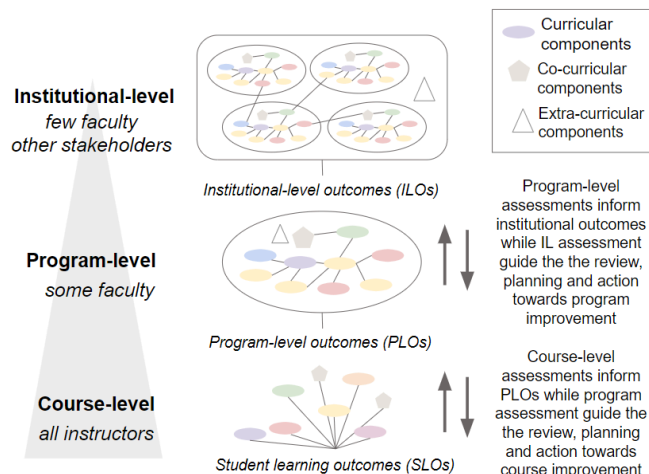 Institutional-level
few faculty
other stakeholders
Institutional-level outcomes (ILOs)
Curricular
components
Co-curricular
components
Extra-curricular
components
Program-level
some faculty
Program-level outcomes (PLOs)
Program-level
assessments inform
institutional outcomes
while IL assessment
guide the the review,
planning and action
towards program
improvement
Course-level
all instructors
Student learning outcomes (SLOs)
Course-level
assessments inform
PLOs while program
assessment guide the
the review, planning
and action towards
course improvement